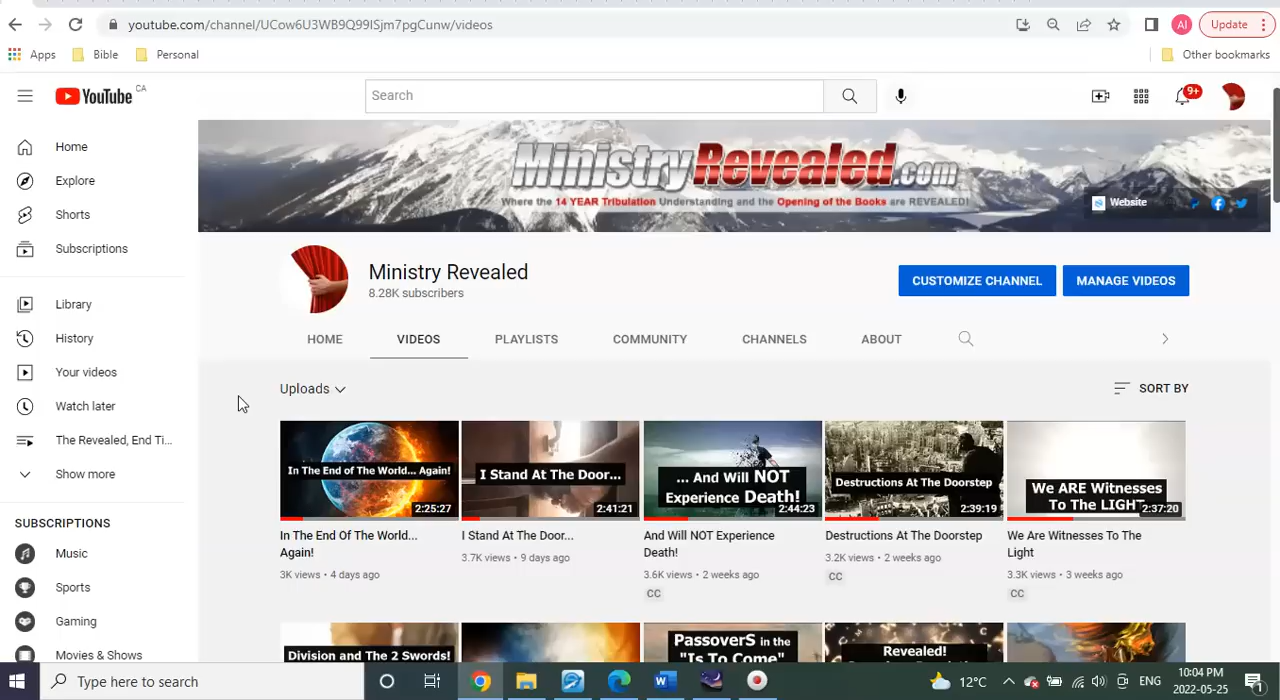 youtube.com/channel/UCow6U3WB9Q99ISjm7pgCunw/videos
AI
Update
Apps
Bible
Personal
Other bookmarks
YouTube CA
Search
9+
Home
Explore
Shorts
Subscriptions
Library
History
Your videos
Watch later
The Revealed, End Ti...
Show more
SUBSCRIPTIONS
Music
Sports
Gaming
Movies & Shows
MinistryRevealed.com
Where the 14 YEAR Tribulation Understanding and the Opening of the Books are REVEALED!
Website
Ministry Revealed
8.28K subscribers
CUSTOMIZE CHANNEL
MANAGE VIDEOS
HOME
VIDEOS
PLAYLISTS
COMMUNITY
CHANNELS
ABOUT
Uploads
SORT BY
In The End of The World... Again!
2:25:27
In The End Of The World...
Again!
3K views • 4 days ago
I Stand At The Door...
2:41:21
I Stand At The Door...
3.7K views • 9 days ago
... And Will NOT
Experience Death!
2:44:23
And Will NOT Experience
Death!
3.6K views • 2 weeks ago
CC
Destructions At The Doorstep
2:39:19
Destructions At The Doorstep
3.2K views • 2 weeks ago
CC
We ARE Witnesses
To The LIGHT
2:37:20
We Are Witnesses To The
Light
3.3K views • 3 weeks ago
CC
Division and The 2 Swords!
PassoverS in the
"Is To Come"
Revealed!
Type here to search
12°C
ENG
10:04 PM
2022-05-25
1